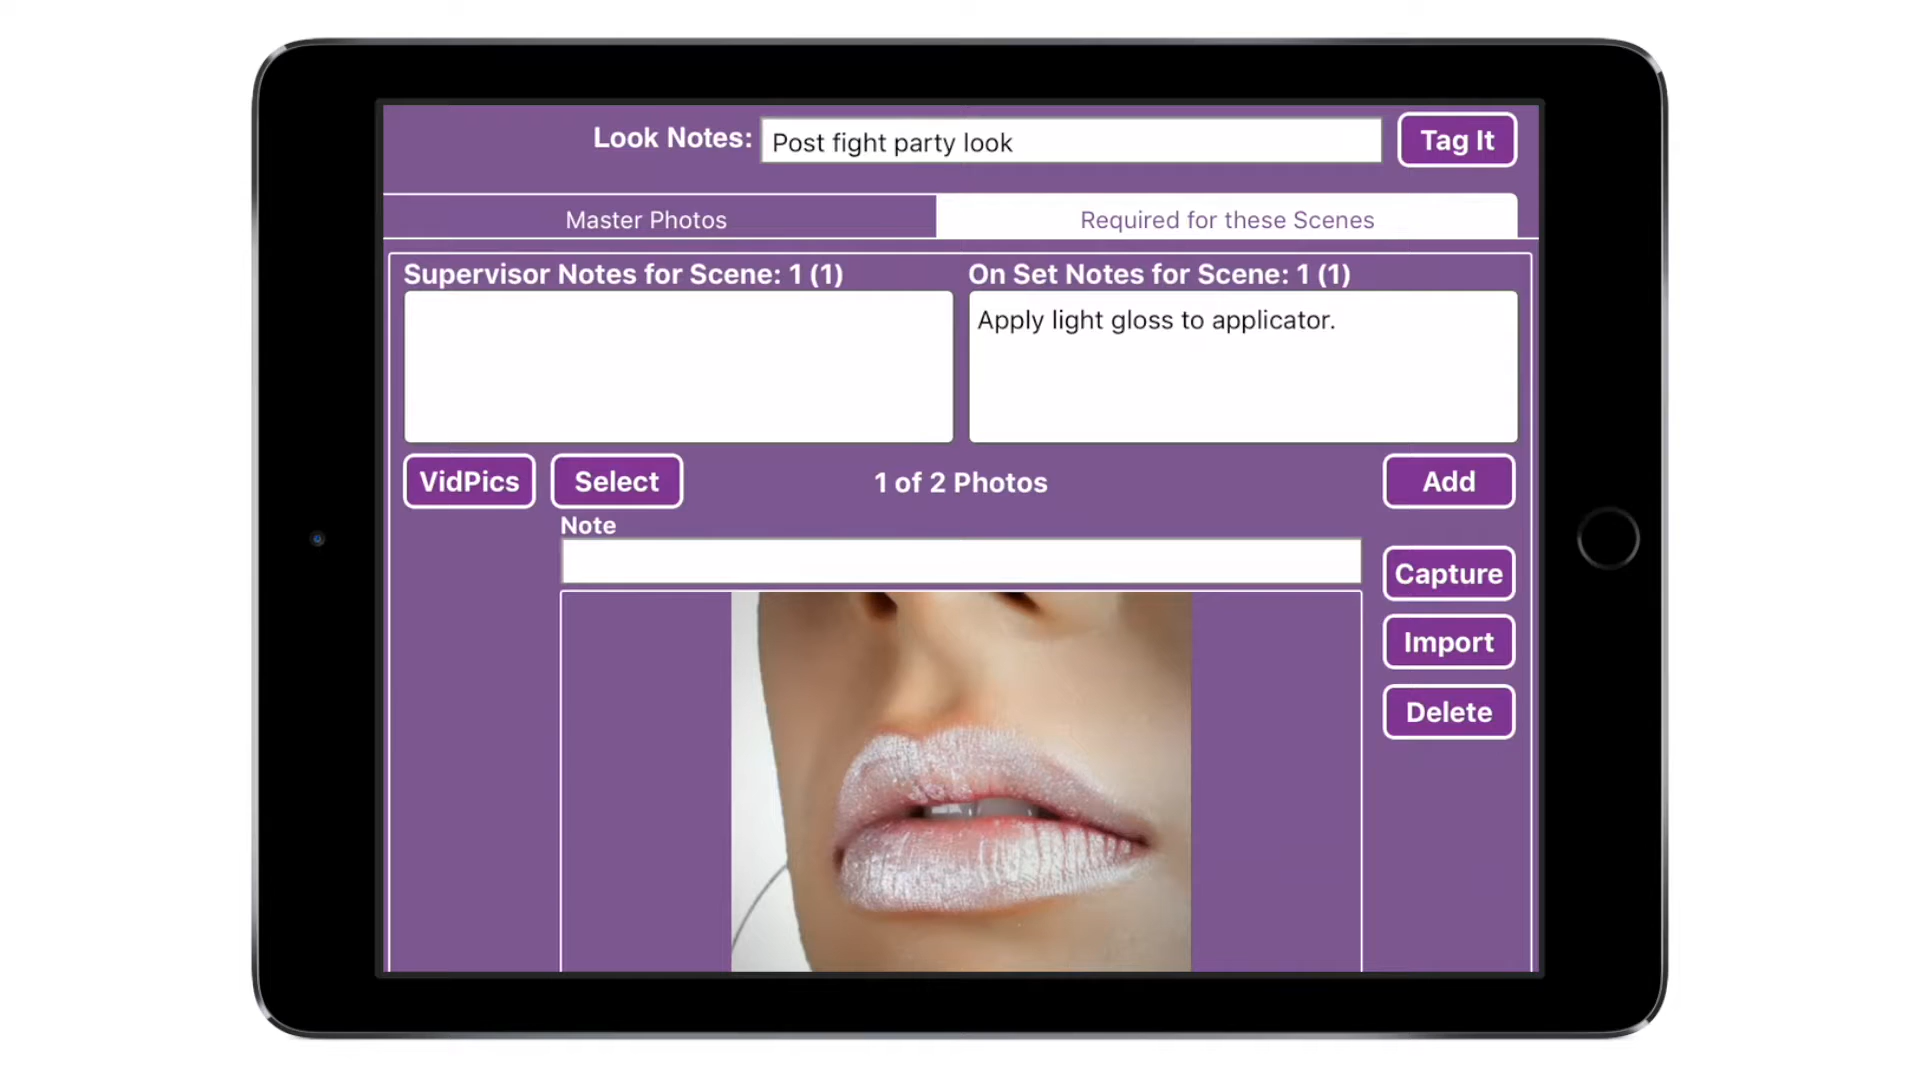 Look Notes: Post fight party look Tag It
Master Photos Required for these Scenes
Supervisor Notes for Scene: 1 (1) On Set Notes for Scene: 1 (1)
Apply light gloss to applicator.
VidPics Select 1 of 2 Photos Add
Note
Capture
Import
Delete